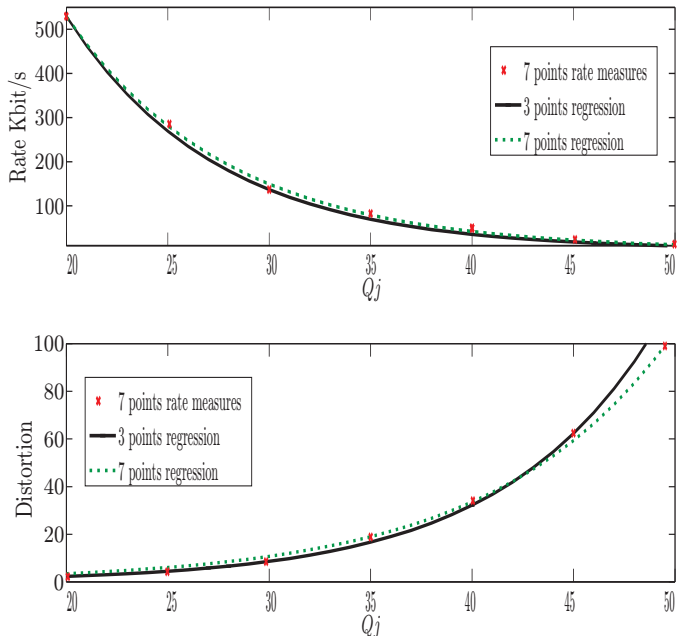 500
400
300
200
100
Rate Kbit/s
7 points rate measures
3 points regression
7 points regression
20 25 30 35 40 45 50
Qj
100
80
60
40
20
0
Distortion
7 points rate measures
3 points regression
7 points regression
20 25 30 35 40 45 50
Qj